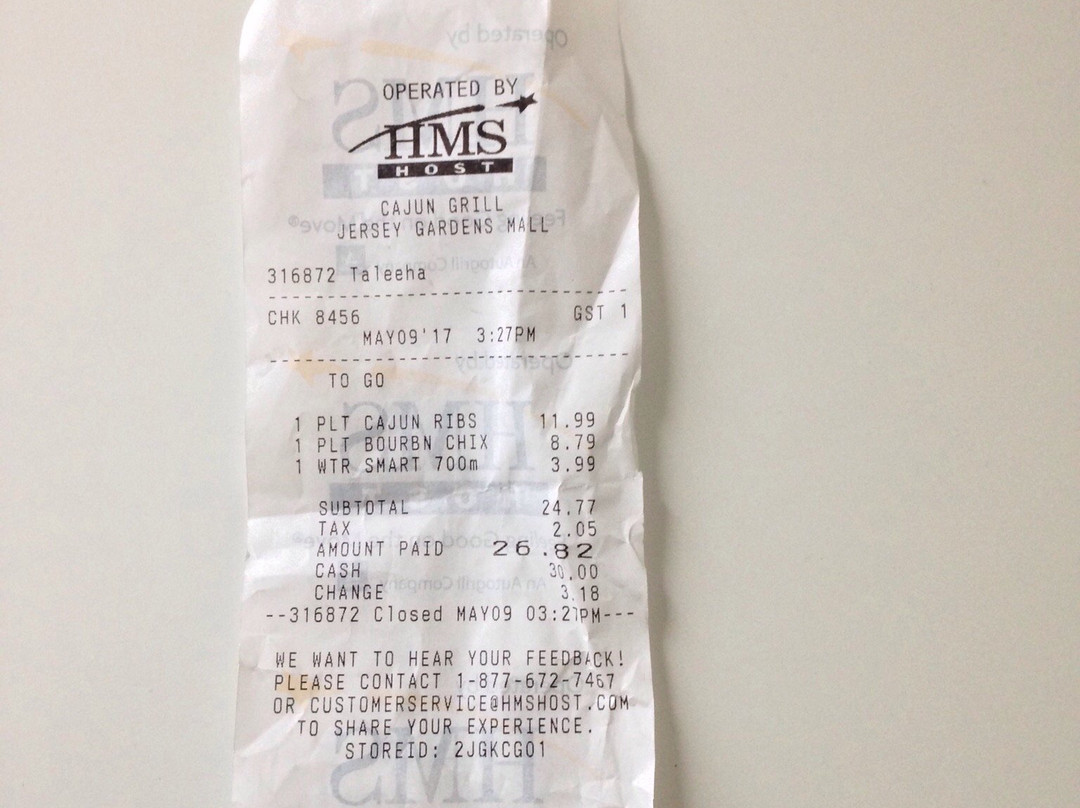 OPERATED BY
HMS
HOST
CAJUN GRILL
JERSEY GARDENS MALL
316872 Taleeha
CHK 8456 GST 1
MAY09'17 3:27PM
TO GO
1 PLT CAJUN RIBS 11.99
1 PLT BOURBN CHIX 8.79
1 WTR SMART 700m 3.99
SUBTOTAL 24.77
TAX 2.05
AMOUNT PAID 26.82
CASH 30.00
CHANGE 3.18
--316872 Closed MAY09 03:27PM---
WE WANT TO HEAR YOUR FEEDBACK!
PLEASE CONTACT 1-877-672-7467
OR CUSTOMERSERVICE@HMSHOST.COM
TO SHARE YOUR EXPERIENCE.
STOREID: 2JGKCG01